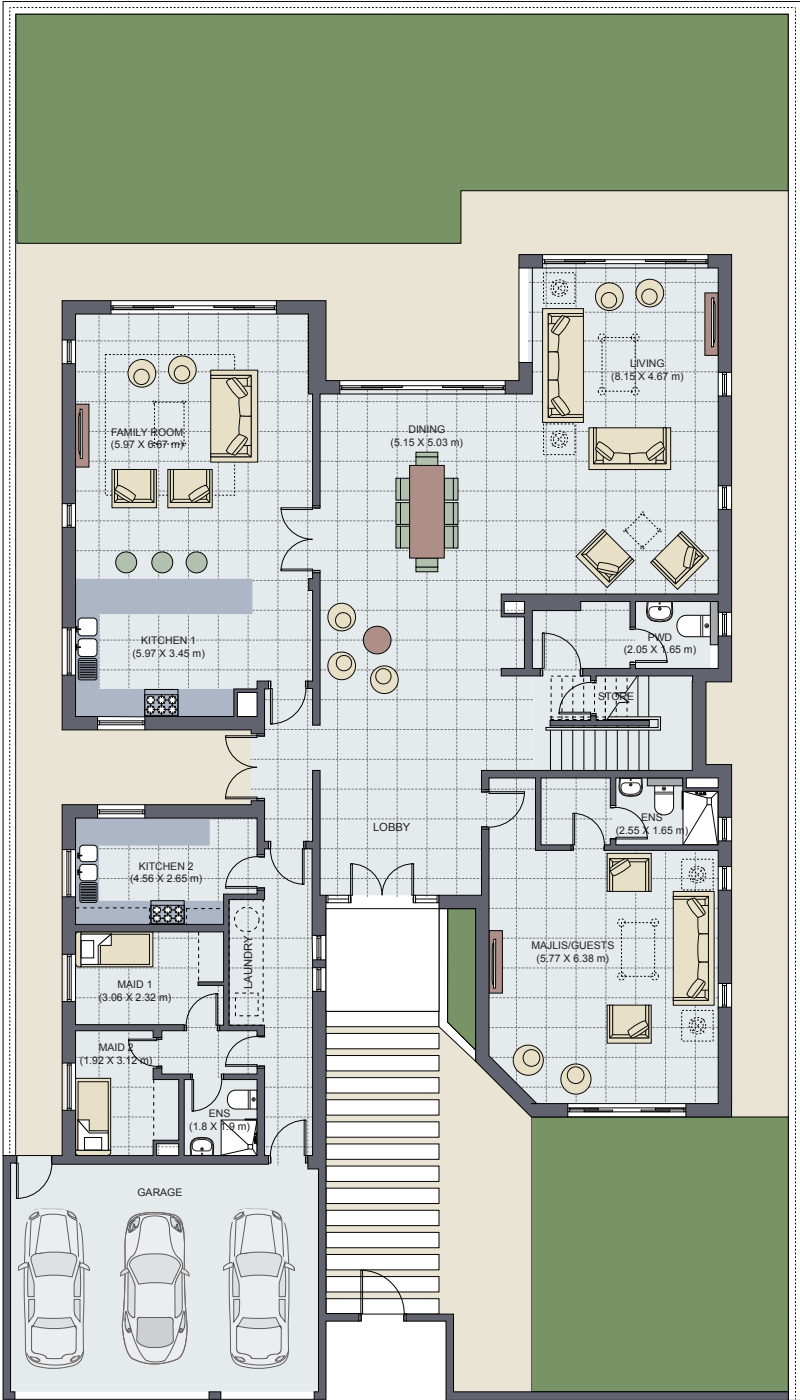 LIVING
(8.15 X 4.67 m)
FAMILY ROOM
(5.97 X 6.67 m)
DINING
(5.15 X 5.03 m)
KITCHEN 1
(5.97 X 3.45 m)
PWD
(2.05 X 1.65 m)
STORE
LOBBY
ENS
(2.55 X 1.65 m)
KITCHEN 2
(4.56 X 2.65 m)
LAUNDRY
MAJLIS/GUESTS
(5.77 X 6.38 m)
MAID 1
(3.06 X 2.32 m)
MAID 2
(1.92 X 3.12 m)
ENS
(1.8 X 1.9 m)
GARAGE